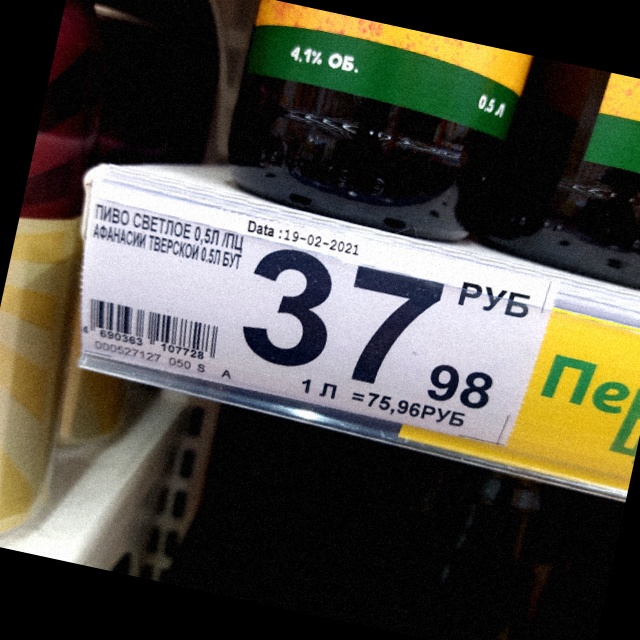 4,1% ОБ.
0,5 Л
ПИВО СВЕТЛОЕ 0,5Л ПЦ
АФАНАСИЙ ТВЕРСКОЙ 0.5Л БУТ
Data :19-02-2021
37 98 РУБ
4 690363 107728
000527127 050 S A
1 Л =75,96РУБ